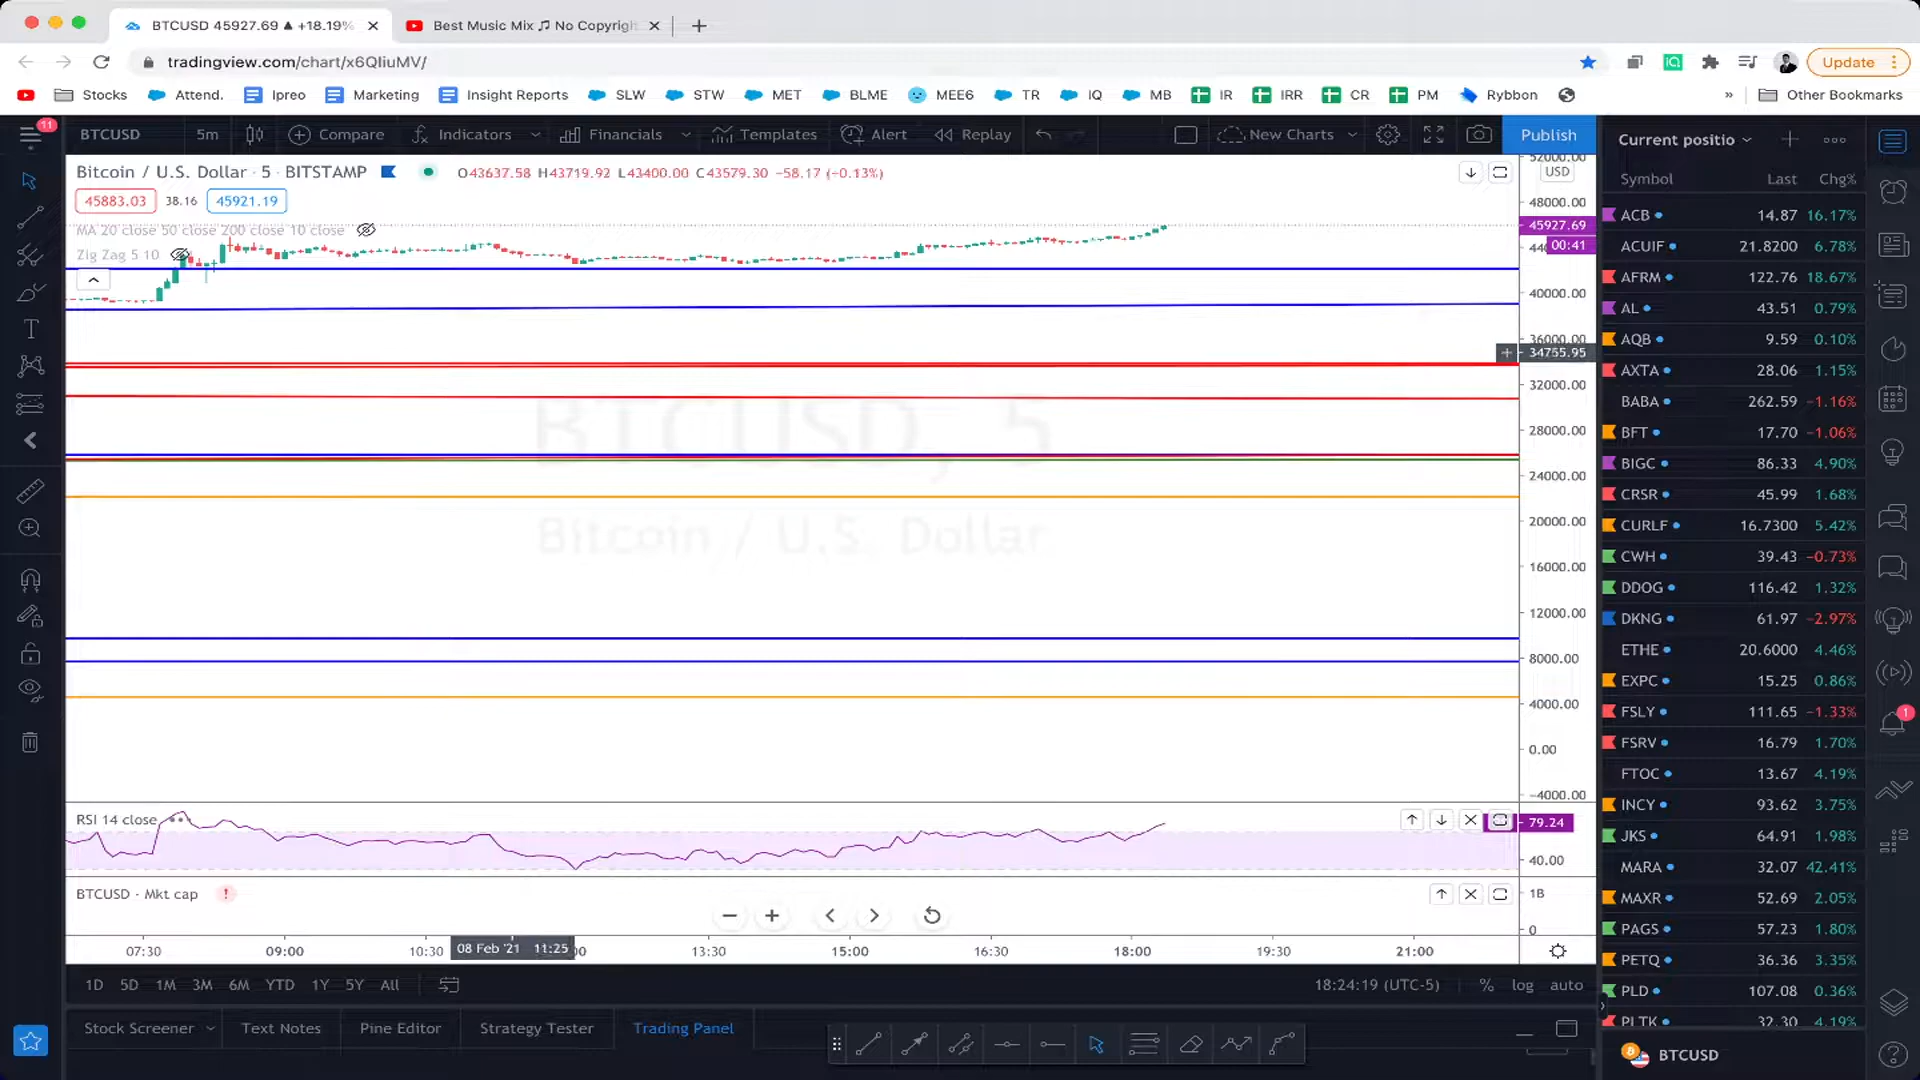 BTCUSD 45927.69 ▲ +18.19%
Best Music Mix ♫ No Copyrigh
tradingview.com/chart/x6QIiuMV/
Update
Stocks Attend. Ipreo Marketing Insight Reports SLW STW MET BLME MEE6 TR IQ MB IR IRR CR PM Rybbon » Other Bookmarks
11
BTCUSD 5m Compare Indicators Financials Templates Alert Replay New Charts Publish
Bitcoin / U.S. Dollar · 5 · BITSTAMP O43637.58 H43719.92 L43400.00 C43579.30 −58.17 (−0.13%)
45883.03 38.16 45921.19
MA 20 close 50 close 200 close 10 close
Zig Zag 5 10
52000.00
USD
48000.00
45927.69
00:41
40000.00
36000.00
34755.95
32000.00
28000.00
24000.00
20000.00
16000.00
12000.00
8000.00
4000.00
0.00
−4000.00
BTCUSD, 5
Bitcoin / U.S. Dollar
RSI 14 close
79.24
40.00
BTCUSD · Mkt cap !
1B
0
07:30 09:00 10:30 08 Feb '21 11:25 13:30 15:00 16:30 18:00 19:30 21:00
1D 5D 1M 3M 6M YTD 1Y 5Y All
18:24:19 (UTC-5) % log auto
Stock Screener Text Notes Pine Editor Strategy Tester Trading Panel
Current positio
Symbol Last Chg%
ACB 14.87 16.17%
ACUIF 21.8200 6.78%
AFRM 122.76 18.67%
AL 43.51 0.79%
AQB 9.59 0.10%
AXTA 28.06 1.15%
BABA 262.59 −1.16%
BFT 17.70 −1.06%
BIGC 86.33 4.90%
CRSR 45.99 1.68%
CURLF 16.7300 5.42%
CWH 39.43 −0.73%
DDOG 116.42 1.32%
DKNG 61.97 −2.97%
ETHE 20.6000 4.46%
EXPC 15.25 0.86%
FSLY 111.65 −1.33%
FSRV 16.79 1.70%
FTOC 13.67 4.19%
INCY 93.62 3.75%
JKS 64.91 1.98%
MARA 32.07 42.41%
MAXR 52.69 2.05%
PAGS 57.23 1.80%
PETQ 36.36 3.35%
PLD 107.08 0.36%
PLTK 32.30 4.19%
BTCUSD
1